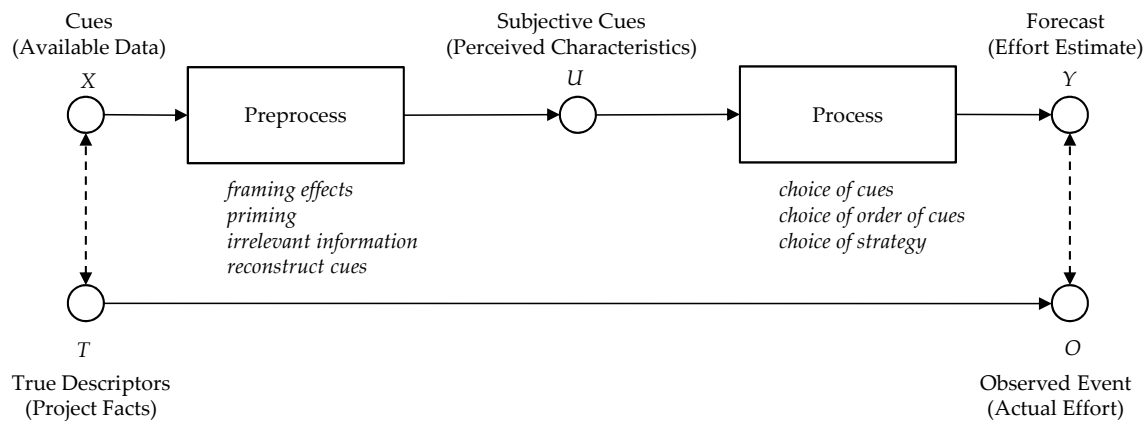 Cues
(Available Data)
X
Subjective Cues
(Perceived Characteristics)
U
Forecast
(Effort Estimate)
Y
Preprocess
Process
framing effects
priming
irrelevant information
reconstruct cues
choice of cues
choice of order of cues
choice of strategy
T
True Descriptors
(Project Facts)
O
Observed Event
(Actual Effort)